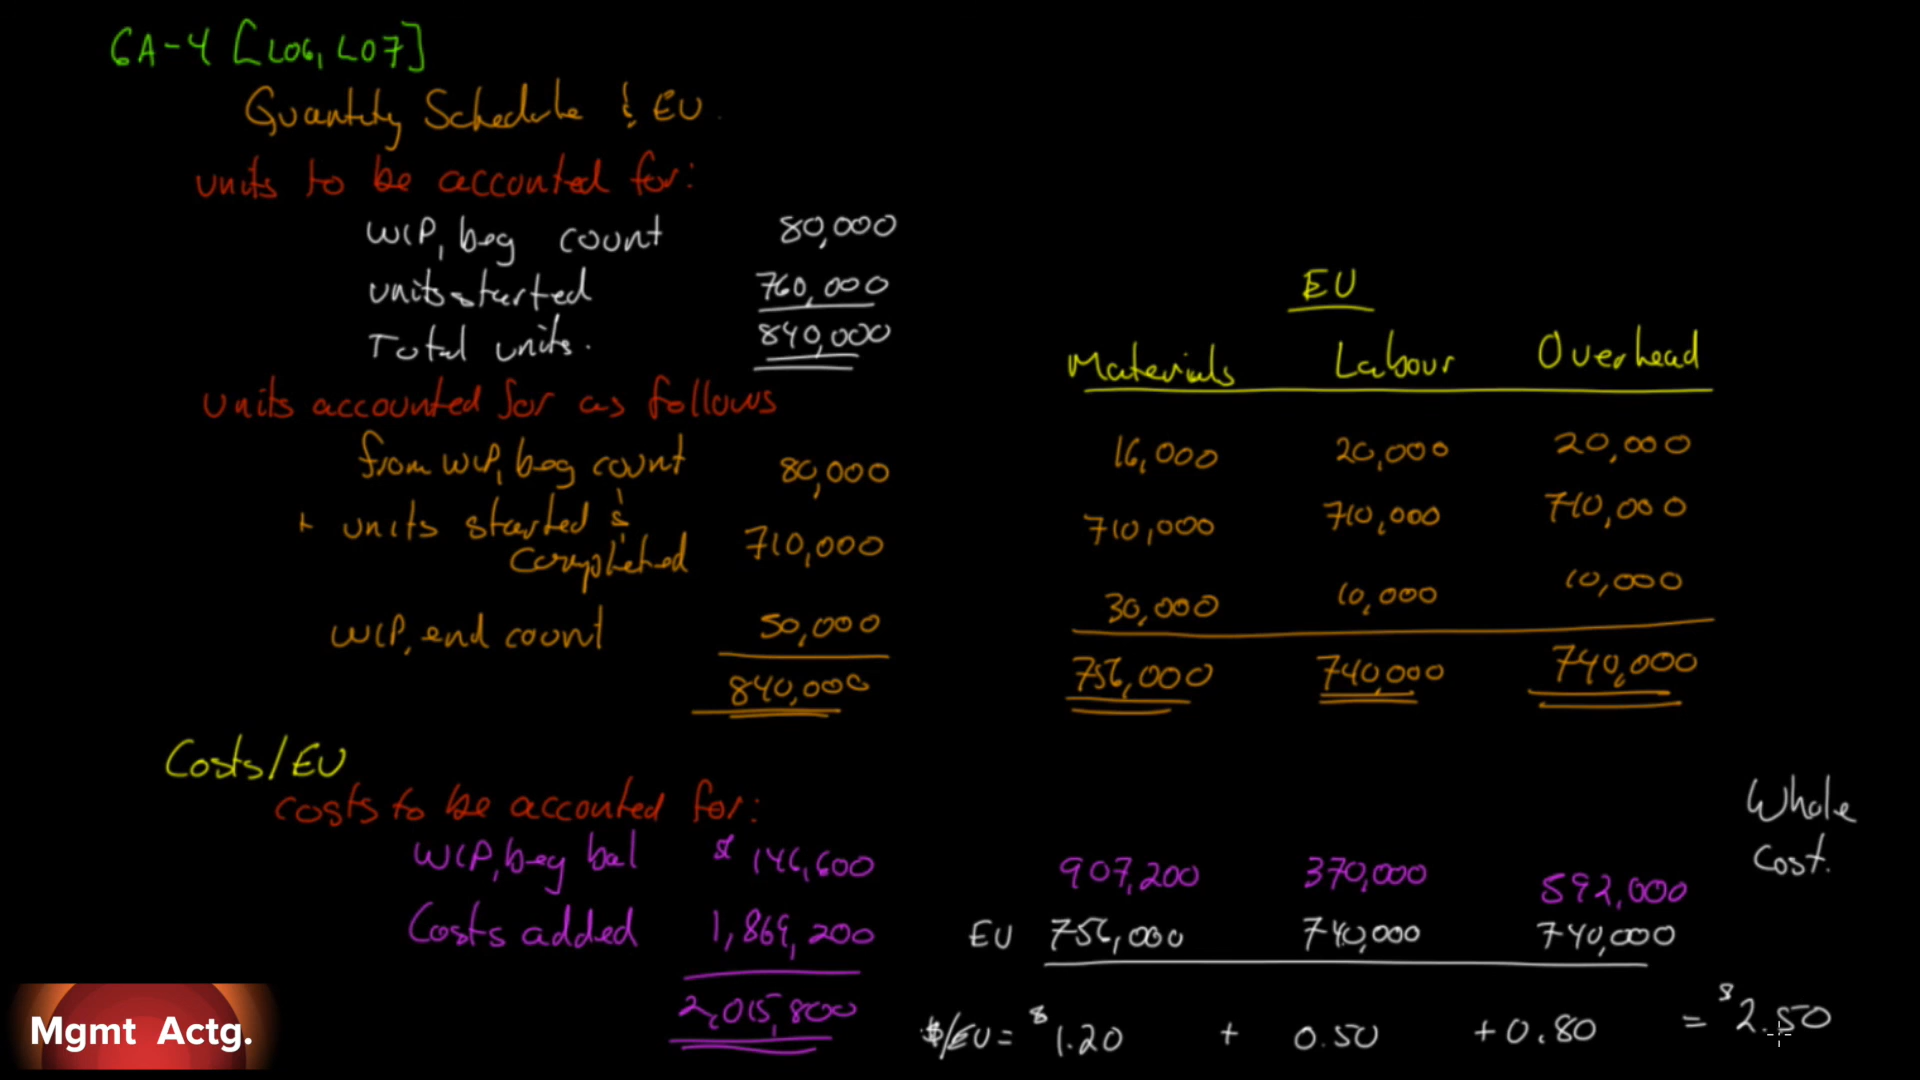 6A-4 [LO6, LO7]
Quantity Schedule & EU.
units to be accounted for:
WIP, beg count 80,000
units started 760,000
Total units. 840,000
EU
Materials Labour Overhead
units accounted for as follows
from WIP, beg count 80,000 16,000 20,000 20,000
+ units started &
Completed 710,000 710,000 710,000 710,000
WIP, end count 50,000 30,000 10,000 10,000
840,000 756,000 740,000 740,000
Costs/EU
costs to be accounted for:
Whole
Cost.
WIP, beg bal $ 146,600 907,200 370,000 592,000
Costs added 1,869,200 EU 756,000 740,000 740,000
2,015,800
$/EU = $1.20 + 0.50 + 0.80 = $2.50
Mgmt Actg.